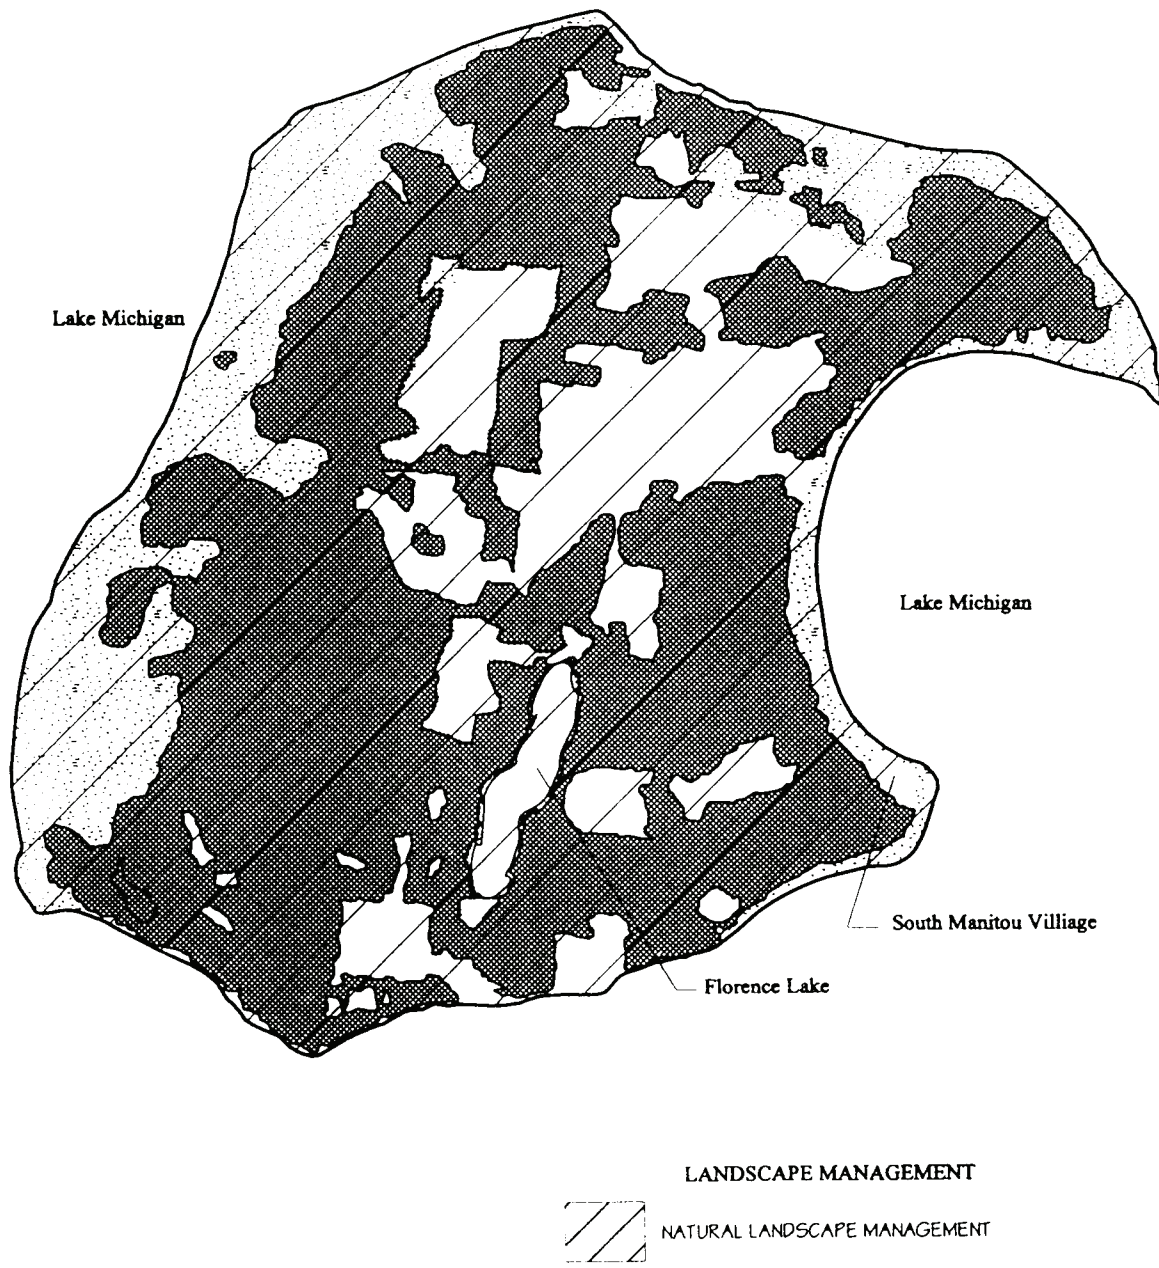 Lake Michigan
Lake Michigan
South Manitou Villiage
Florence Lake
LANDSCAPE MANAGEMENT
NATURAL LANDSCAPE MANAGEMENT